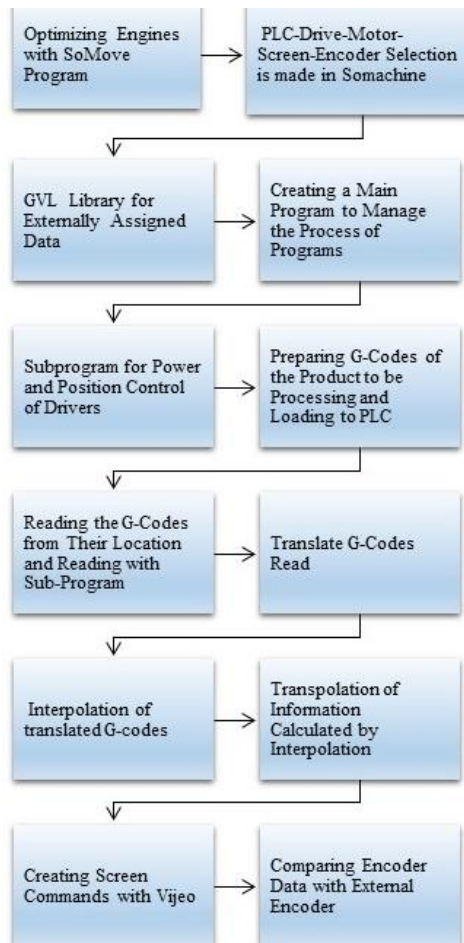 Optimizing Engines
with SoMove
Program
PLC-Drive-Motor-
Screen-Encoder Selection
is made in Somachine
GVL Library for
Externally Assigned
Data
Creating a Main
Program to Manage
the Process of
Programs
Subprogram for Power
and Position Control
of Drivers
Preparing G-Codes of
the Product to be
Processing and
Loading to PLC
Reading the G-Codes
from Their Location
and Reading with
Sub-Program
Translate G-Codes
Read
Interpolation of
translated G-codes
Transpolation of
Information
Calculated by
Interpolation
Creating Screen
Commands with Vijeo
Comparing Encoder
Data with External
Encoder